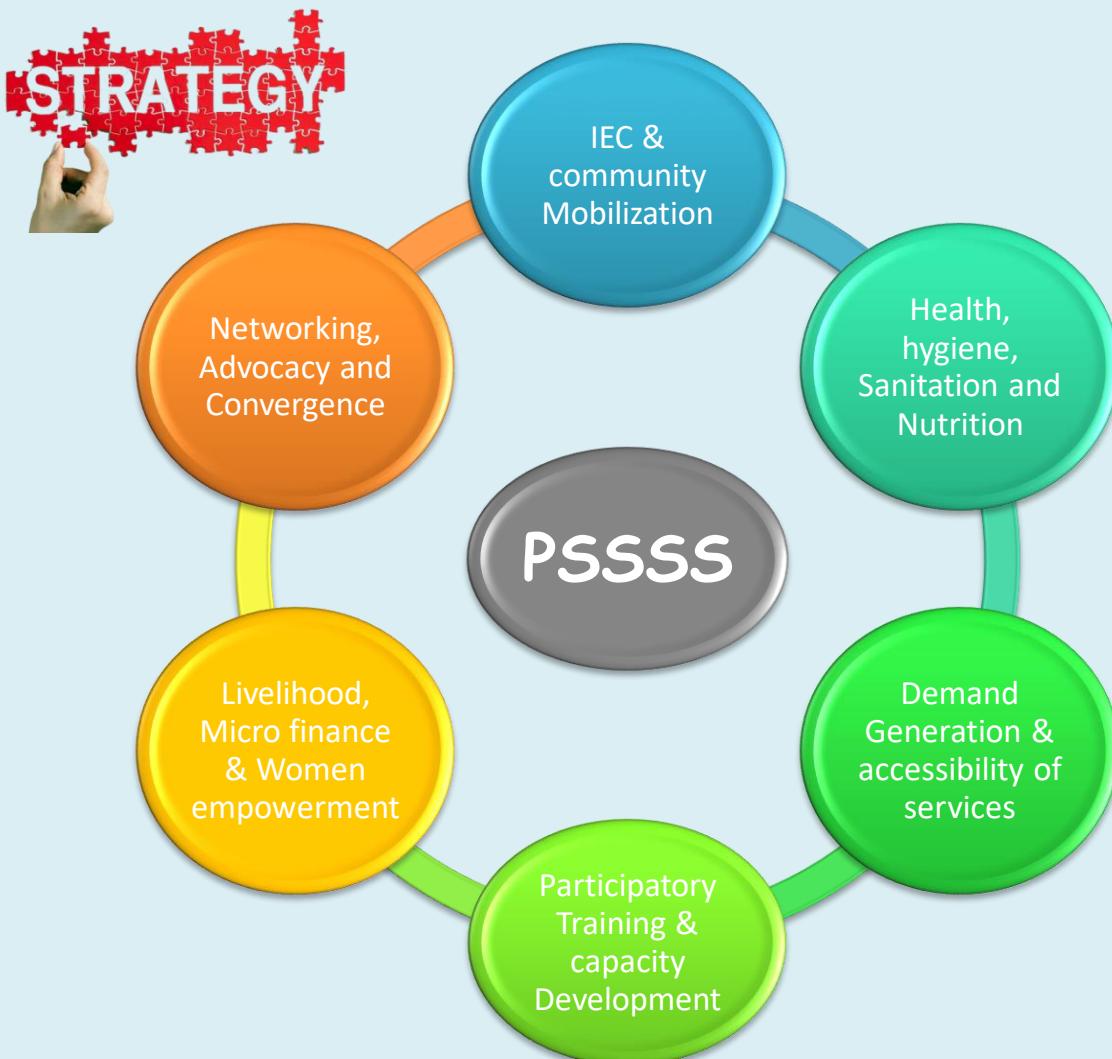 STRATEGY
IEC &
community
Mobilization
Health,
hygiene,
Sanitation and
Nutrition
Demand
Generation &
accessibility of
services
Participatory
Training &
capacity
Development
Livelihood,
Micro finance
& Women
empowerment
Networking,
Advocacy and
Convergence
PSSSS